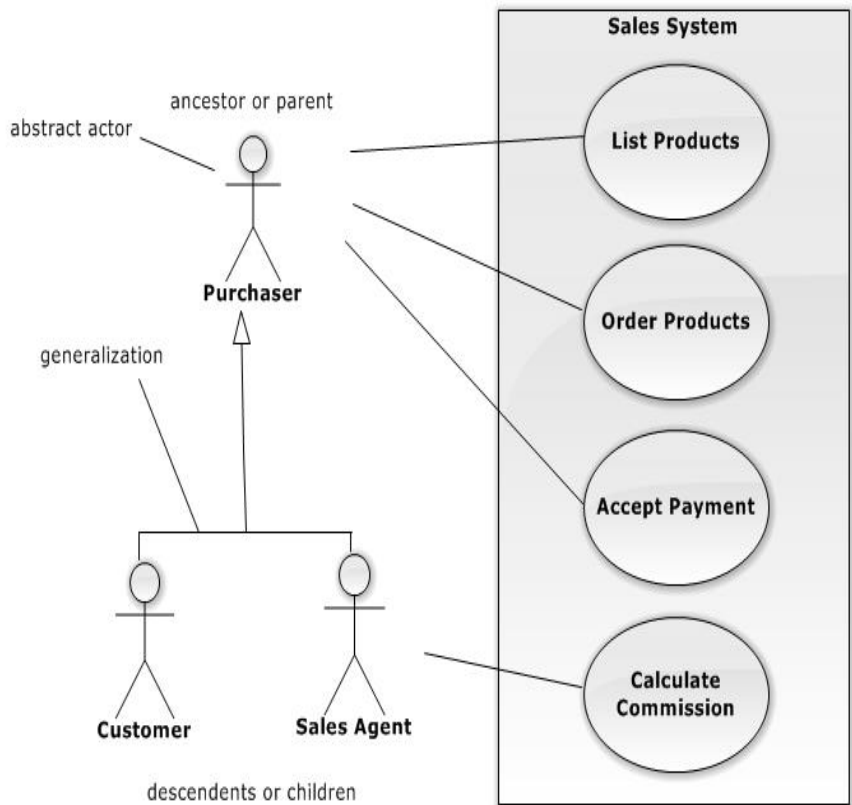 Sales System
ancestor or parent
abstract actor
List Products
Purchaser
Order Products
generalization
Accept Payment
Calculate
Commission
Customer
Sales Agent
descendents or children